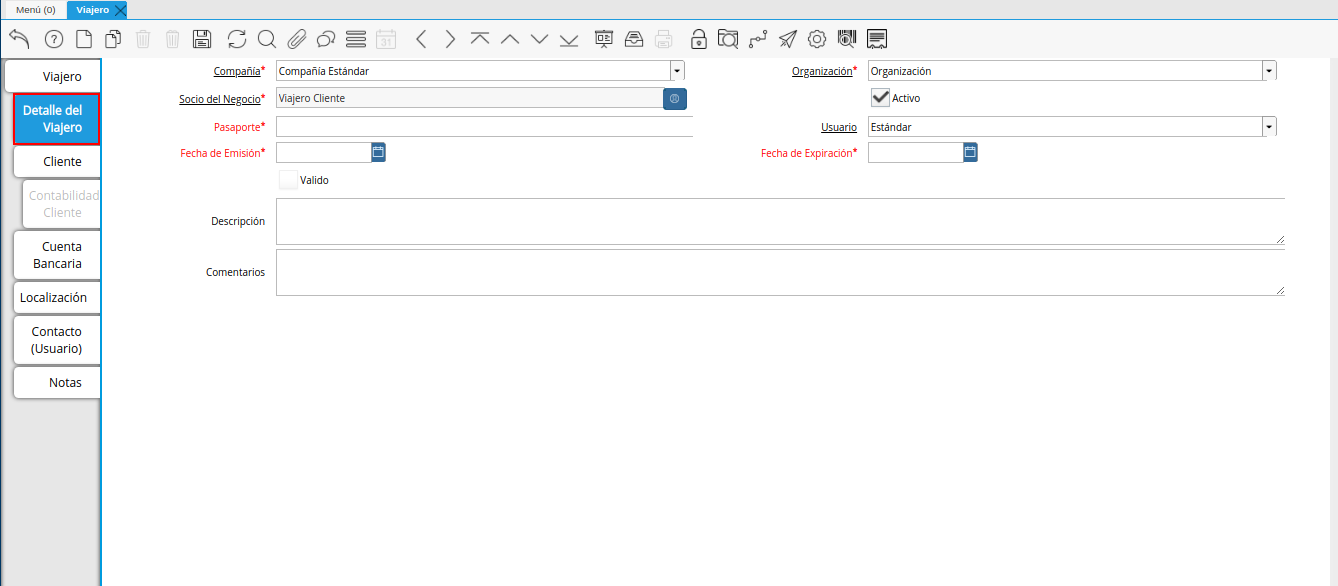 Menú (0)
Viajero
31
Viajero
Detalle del
Viajero
Cliente
Contabilidad
Cliente
Cuenta
Bancaria
Localización
Contacto
(Usuario)
Notas
Compañía* Compañía Estándar
Organización* Organización
Socio del Negocio* Viajero Cliente
Activo
Pasaporte*
Usuario Estándar
Fecha de Emisión*
Fecha de Expiración*
Valido
Descripción
Comentarios